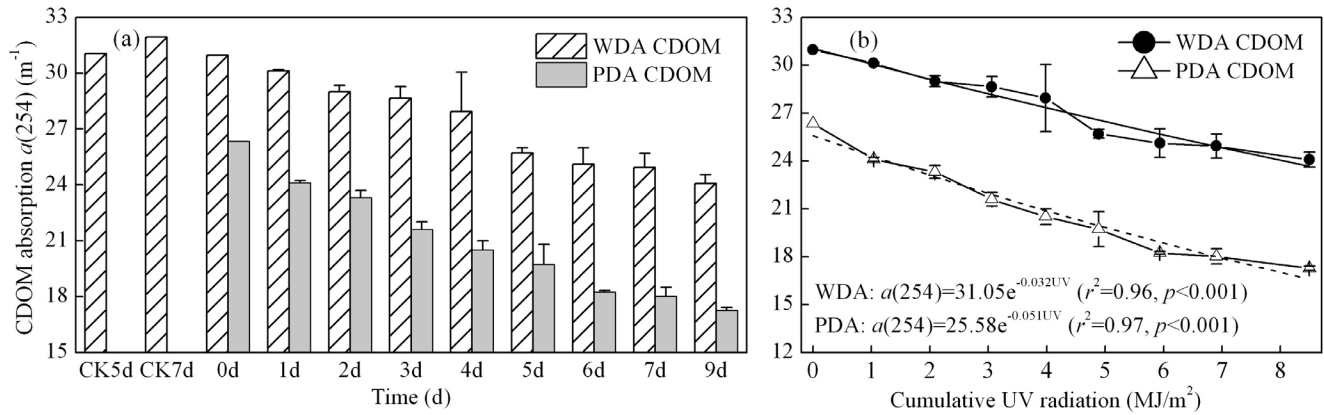 CDOM absorption a(254) (m⁻¹)
33
30
27
24
21
18
15
(a)
WDA CDOM
PDA CDOM
CK5d CK7d 0d 1d 2d 3d 4d 5d 6d 7d 9d
Time (d)
33
30
27
24
21
18
15
12
(b)
WDA CDOM
PDA CDOM
WDA: a(254)=31.05e^-0.032UV (r²=0.96, p<0.001)
PDA: a(254)=25.58e^-0.051UV (r²=0.97, p<0.001)
0 1 2 3 4 5 6 7 8
Cumulative UV radiation (MJ/m²)